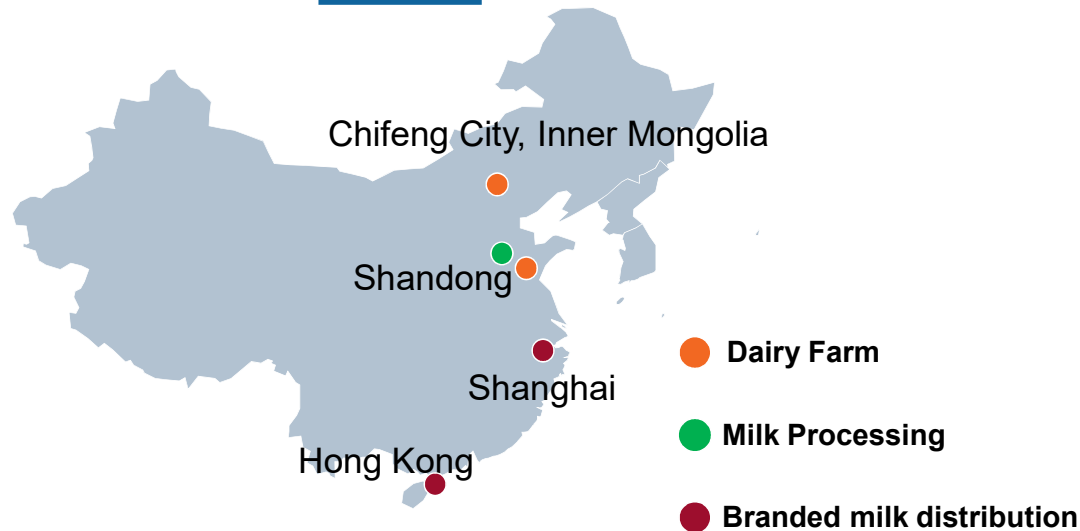 Chifeng City, Inner Mongolia
Shandong
Shanghai
Hong Kong
Dairy Farm
Milk Processing
Branded milk distribution